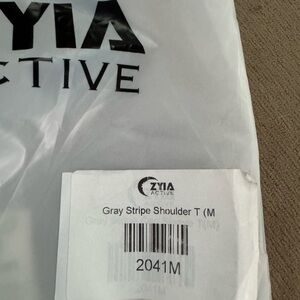 ZYIA
ACTIVE
ZYIA
ACTIVE
Gray Stripe Shoulder T (M
2041M